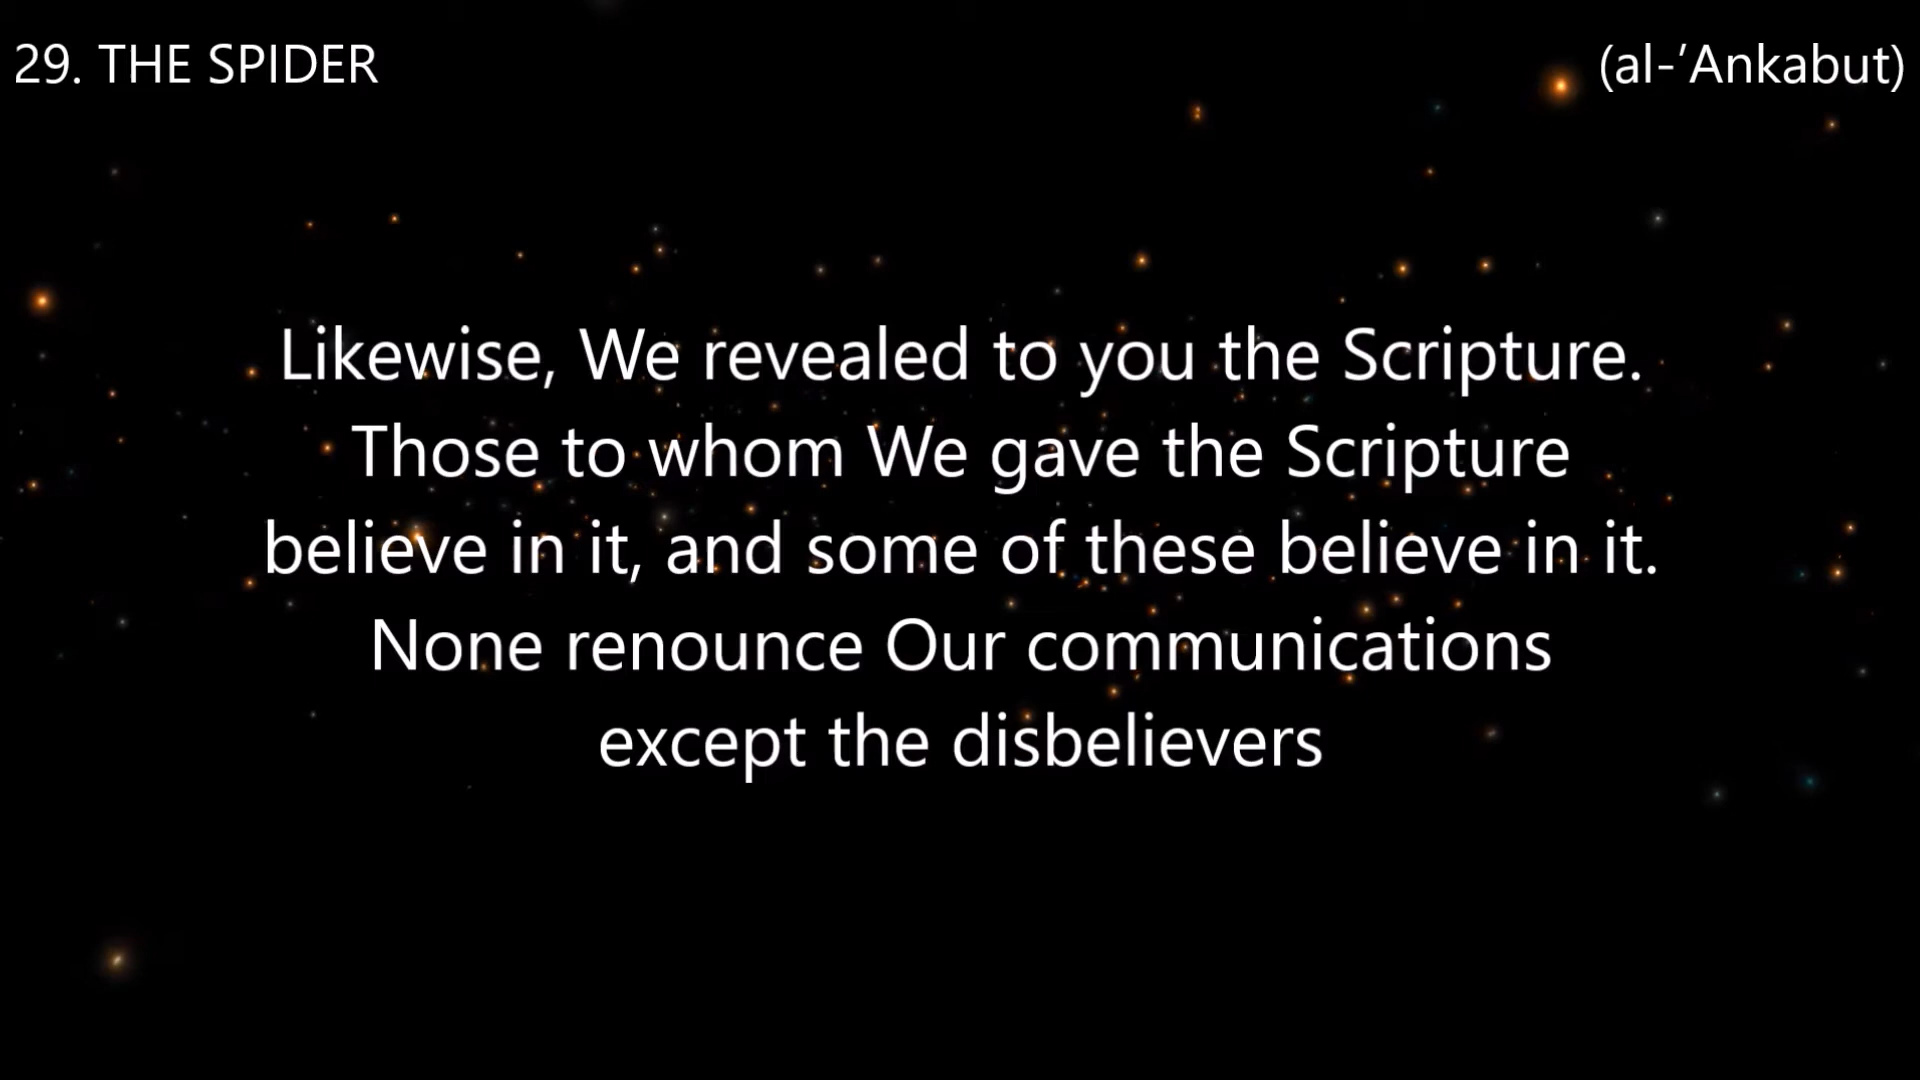 29. THE SPIDER
(al-’Ankabut)
Likewise, We revealed to you the Scripture.
Those to whom We gave the Scripture
believe in it, and some of these believe in it.
None renounce Our communications
except the disbelievers